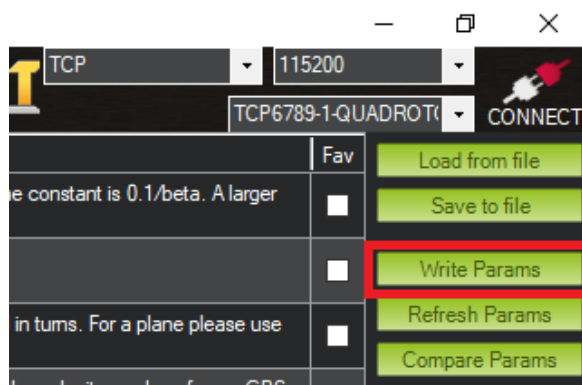 TCP 115200
TCP6789-1-QUADROT
CONNECT
Fav
Load from file
e constant is 0.1/beta. A larger
Save to file
Write Params
Refresh Params
in turns. For a plane please use
Compare Params